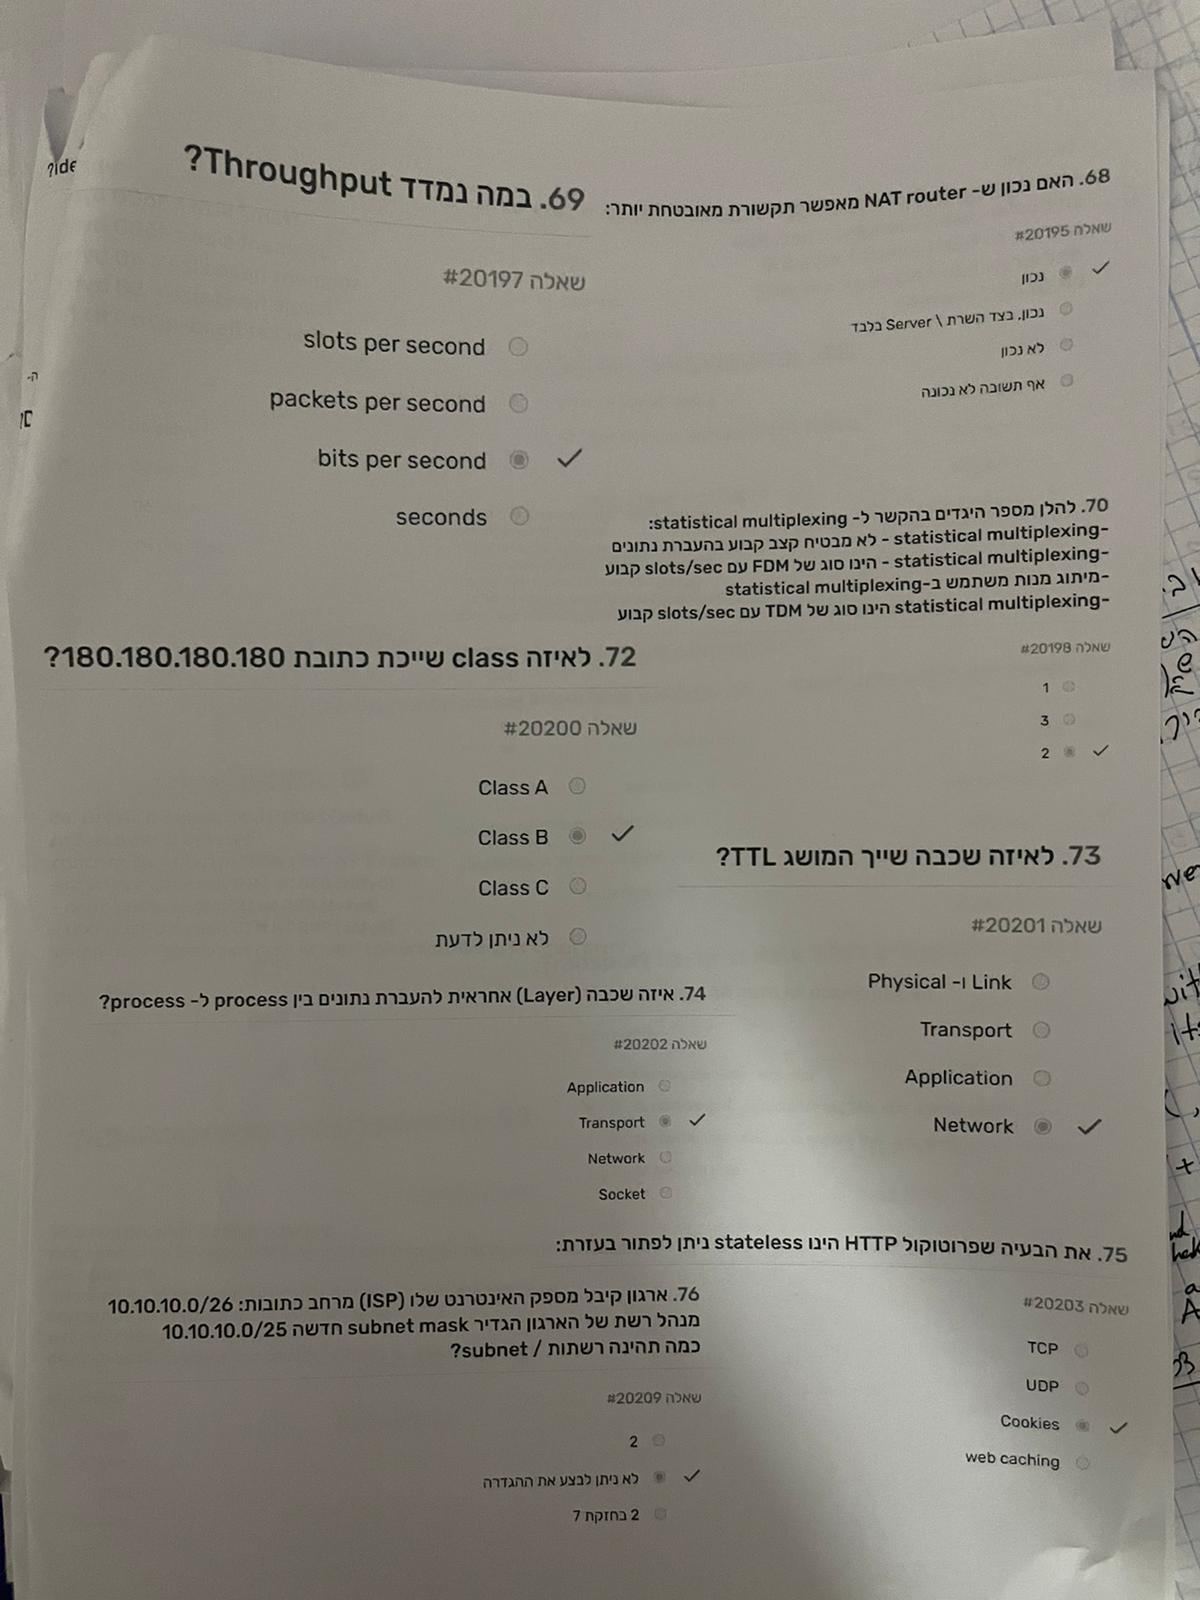 68. האם נכון ש- NAT router מאפשר תקשורת מאובטחת יותר:
שאלה 20195#
נכון
נכון, בצד השרת \ Server בלבד
לא נכון
אף תשובה לא נכונה
69. במה נמדד Throughput?
שאלה 20197#
slots per second
packets per second
bits per second
seconds
70. להלן מספר היגדים בהקשר ל- statistical multiplexing:
-statistical multiplexing - לא מבטיח קצב קבוע בהעברת נתונים
-statistical multiplexing - הינו סוג של FDM עם slots/sec קבוע
-מיתוג מנות משתמש ב-statistical multiplexing
-statistical multiplexing הינו סוג של TDM עם slots/sec קבוע
שאלה 20198#
1
3
2
72. לאיזה class שייכת כתובת 180.180.180.180?
שאלה 20200#
Class A
Class B
Class C
לא ניתן לדעת
73. לאיזה שכבה שייך המושג TTL?
שאלה 20201#
Physical -ו Link
Transport
Application
Network
74. איזה שכבה (Layer) אחראית להעברת נתונים בין process ל- process?
שאלה 20202#
Application
Transport
Network
Socket
75. את הבעיה שפרוטוקול HTTP הינו stateless ניתן לפתור בעזרת:
שאלה 20203#
TCP
UDP
Cookies
web caching
76. ארגון קיבל מספק האינטרנט שלו (ISP) מרחב כתובות: 10.10.10.0/26
מנהל רשת של הארגון הגדיר subnet mask חדשה 10.10.10.0/25
כמה תהינה רשתות / subnet?
שאלה 20209#
2
לא ניתן לבצע את ההגדרה
2 בחזקת 7